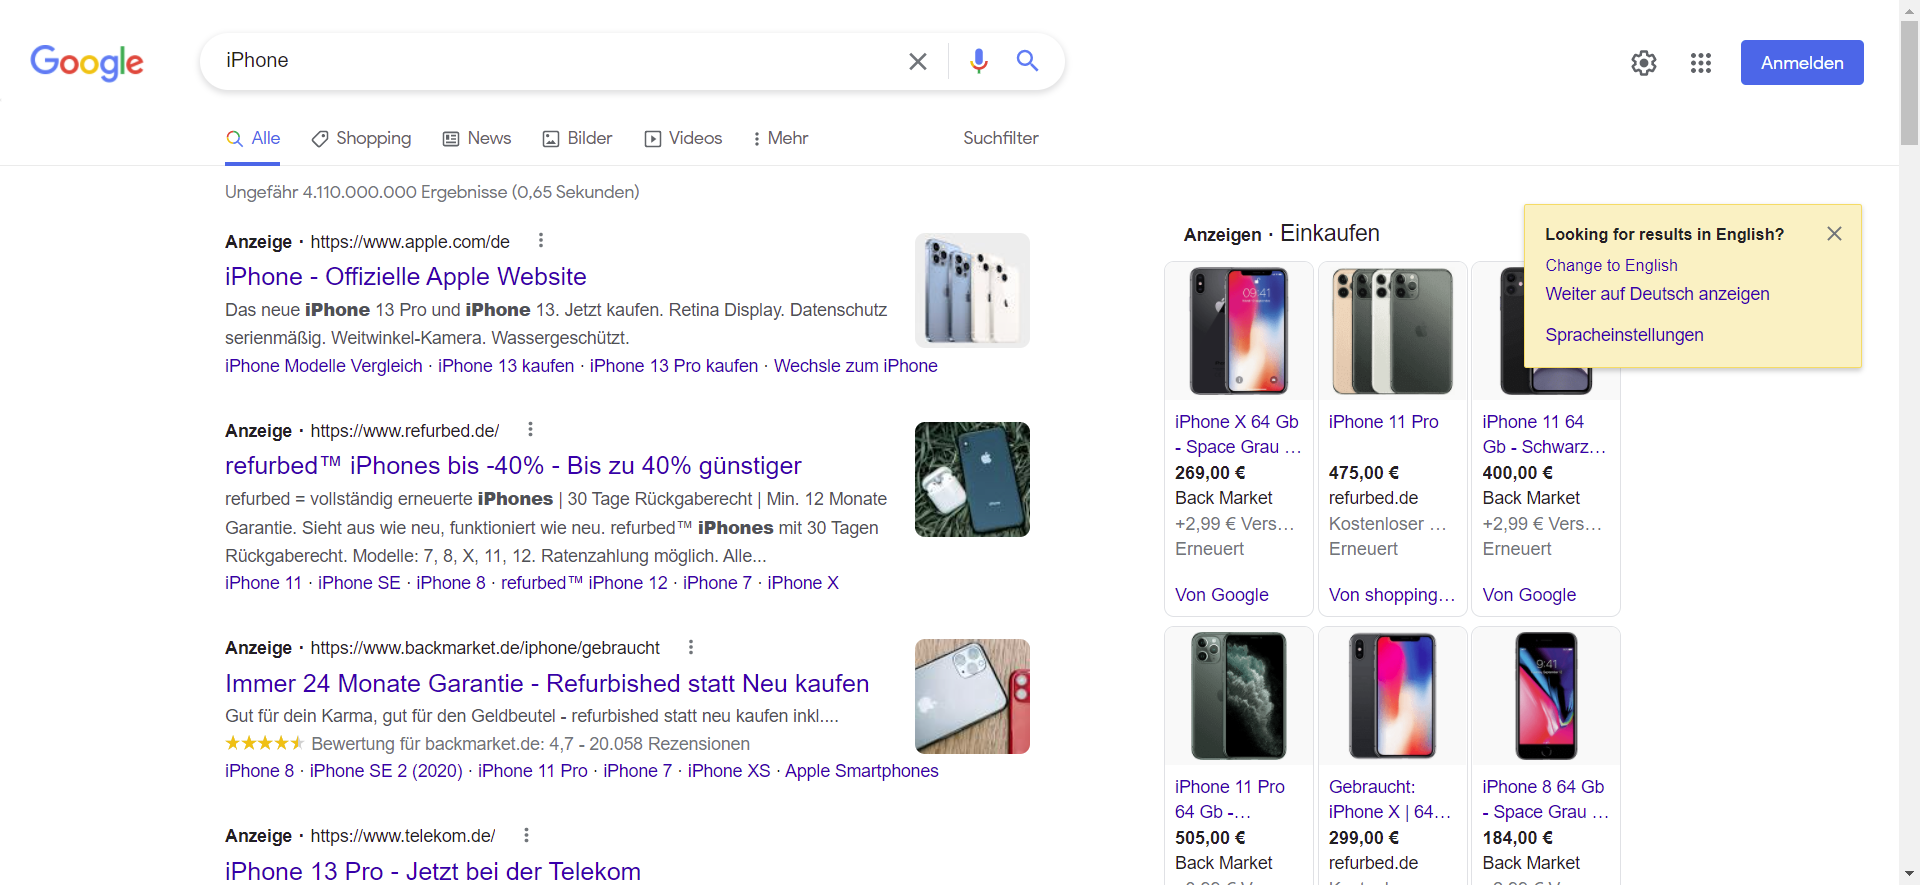 Google
iPhone
Anmelden
Alle
Shopping
News
Bilder
Videos
Mehr
Suchfilter
Ungefähr 4.110.000.000 Ergebnisse (0,65 Sekunden)
Anzeige · https://www.apple.com/de
iPhone - Offizielle Apple Website
Das neue iPhone 13 Pro und iPhone 13. Jetzt kaufen. Retina Display. Datenschutz
serienmäßig. Weitwinkel-Kamera. Wassergeschützt.
iPhone Modelle Vergleich · iPhone 13 kaufen · iPhone 13 Pro kaufen · Wechsle zum iPhone
Anzeige · https://www.refurbed.de/
refurbed™ iPhones bis -40% - Bis zu 40% günstiger
refurbed = vollständig erneuerte iPhones | 30 Tage Rückgaberecht | Min. 12 Monate
Garantie. Sieht aus wie neu, funktioniert wie neu. refurbed™ iPhones mit 30 Tagen
Rückgaberecht. Modelle: 7, 8, X, 11, 12. Ratenzahlung möglich. Alle...
iPhone 11 · iPhone SE · iPhone 8 · refurbed™ iPhone 12 · iPhone 7 · iPhone X
Anzeige · https://www.backmarket.de/iphone/gebraucht
Immer 24 Monate Garantie - Refurbished statt Neu kaufen
Gut für dein Karma, gut für den Geldbeutel - refurbished statt neu kaufen inkl....
Bewertung für backmarket.de: 4,7 - 20.058 Rezensionen
iPhone 8 · iPhone SE 2 (2020) · iPhone 11 Pro · iPhone 7 · iPhone XS · Apple Smartphones
Anzeige · https://www.telekom.de/
iPhone 13 Pro - Jetzt bei der Telekom
Anzeigen · Einkaufen
Looking for results in English?
Change to English
Weiter auf Deutsch anzeigen
Spracheinstellungen
09:41
iPhone X 64 Gb
- Space Grau ...
269,00 €
Back Market
+2,99 € Vers...
Erneuert
Von Google
iPhone 11 Pro
475,00 €
refurbed.de
Kostenloser ...
Erneuert
Von shopping...
iPhone 11 64
Gb - Schwarz...
400,00 €
Back Market
+2,99 € Vers...
Erneuert
Von Google
iPhone 11 Pro
64 Gb -...
505,00 €
Back Market
Gebraucht:
iPhone X | 64...
299,00 €
refurbed.de
9:41
iPhone 8 64 Gb
- Space Grau ...
184,00 €
Back Market